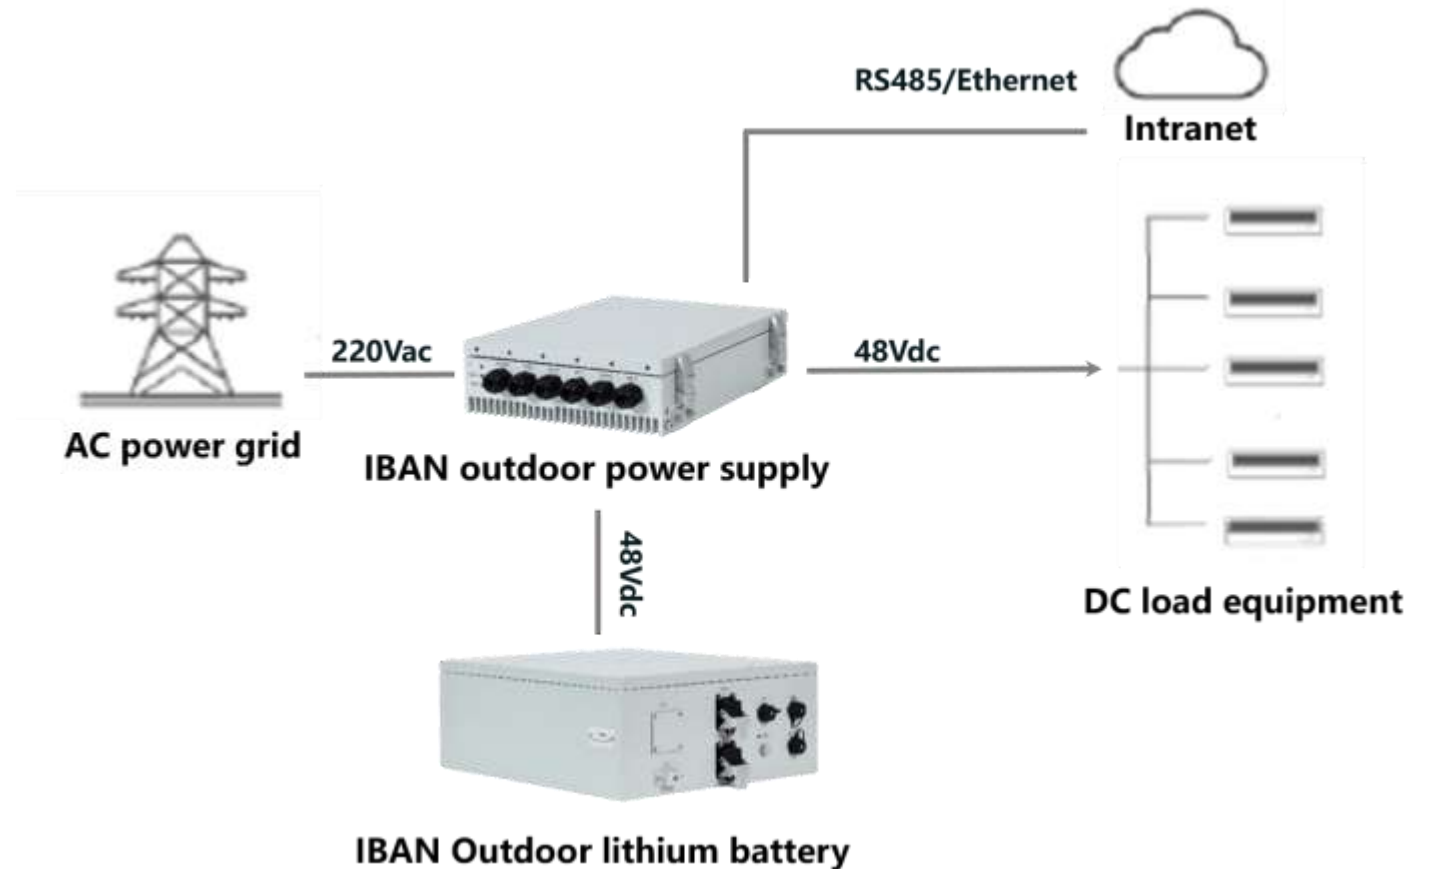 RS485/Ethernet
Intranet
220Vac
48Vdc
AC power grid
IBAN outdoor power supply
48Vdc
DC load equipment
IBAN Outdoor lithium battery